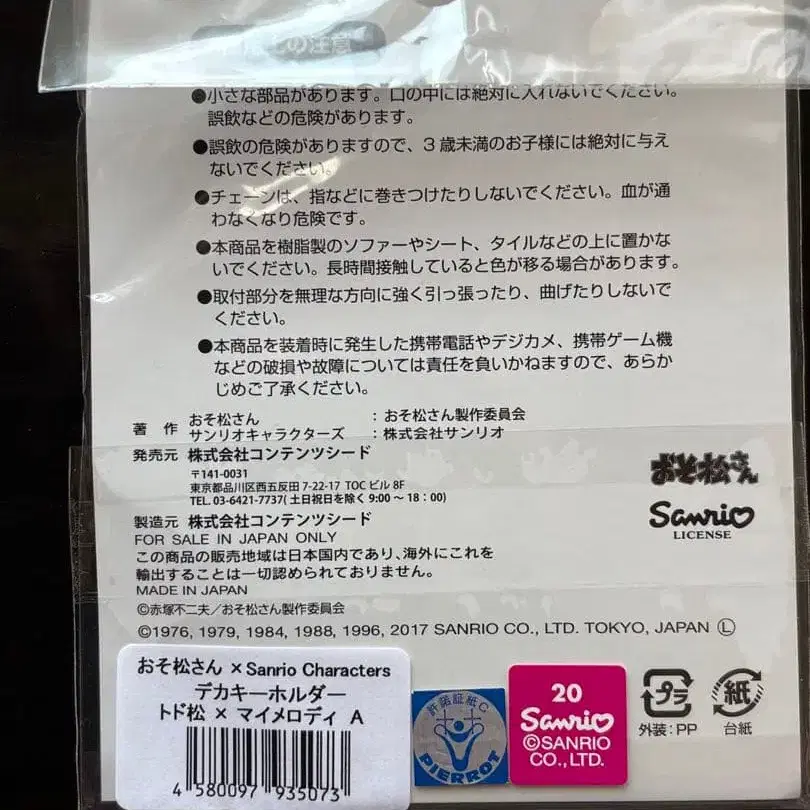 の注意
●小さな部品があります。口の中には絶対に入れないでください。
誤飲などの危険があります。
●誤飲の危険がありますので、3歳未満のお子様には絶対に与え
ないでください。
●チェーンは、指などに巻きつけたりしないでください。血が通
わなくなり危険です。
●本商品を樹脂製のソファーやシート、タイルなどの上に置かな
いでください。長時間接触していると色が移る場合があります。
●取付部分を無理な方向に強く引っ張ったり、曲げたりしないで
ください。
●本商品を装着時に発生した携帯電話やデジカメ、携帯ゲーム機
などの破損や故障については責任を負いかねますので、あらか
じめご了承ください。
著 作 おそ松さん : おそ松さん製作委員会
サンリオキャラクターズ : 株式会社サンリオ
発売元 株式会社コンテンツシード
〒141-0031
東京都品川区西五反田 7-22-17 TOC ビル 8F
TEL. 03-6421-7737( 土日祝日を除く 9:00 ～ 18:00)
製造元 株式会社コンテンツシード
FOR SALE IN JAPAN ONLY
この商品の販売地域は日本国内であり、海外にこれを
輸出することは一切認められておりません。
MADE IN JAPAN
©赤塚不二夫／おそ松さん製作委員会
©1976, 1979, 1984, 1988, 1996, 2017 SANRIO CO., LTD. TOKYO, JAPAN Ⓛ
おそ松さん
Sanrio
LICENSE
おそ松さん ×Sanrio Characters
デカキーホルダー
トド松 × マイメロディ A
4 580097 935073
許諾証紙C
PIERROT
20
Sanrio
©SANRIO
CO., LTD.
プラ
外装：PP
紙
台紙